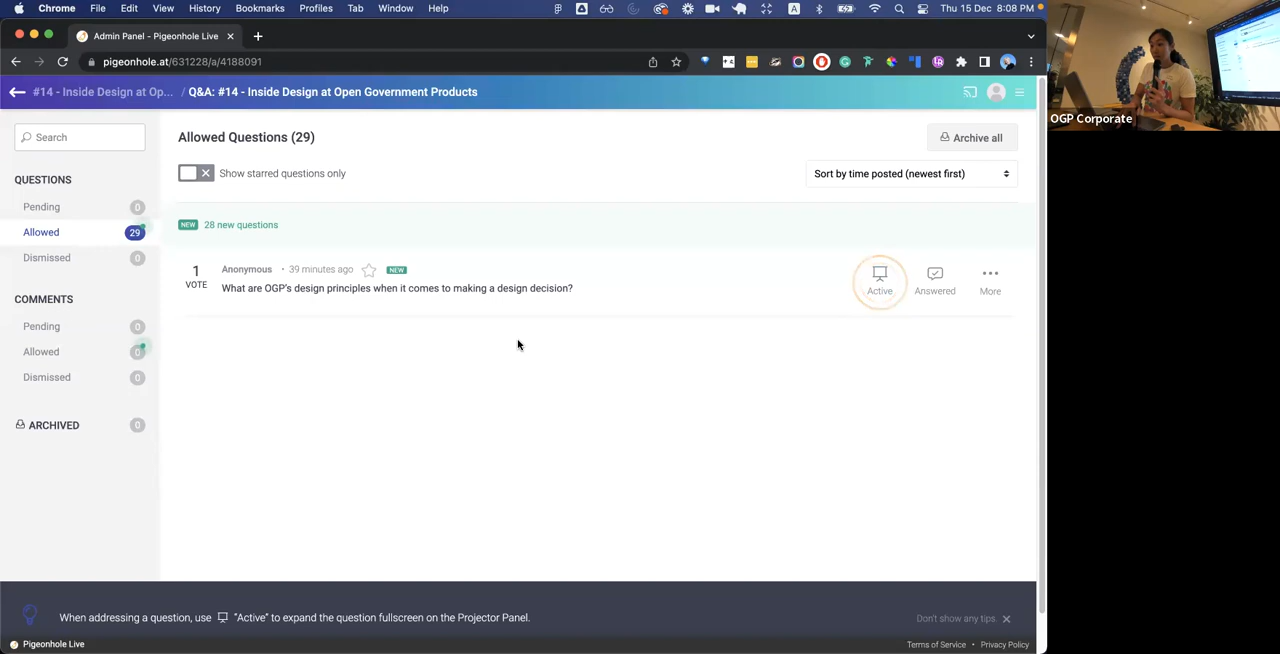 Chrome File Edit View History Bookmarks Profiles Tab Window Help
Thu 15 Dec 8:08 PM
Admin Panel - Pigeonhole Live
pigeonhole.at/631228/a/4188091
#14 - Inside Design at Op... / Q&A: #14 - Inside Design at Open Government Products
OGP Corporate
Search
Allowed Questions (29)
Archive all
Show starred questions only
Sort by time posted (newest first)
QUESTIONS
Pending 0
Allowed 29
Dismissed 0
NEW 28 new questions
1
VOTE
Anonymous • 39 minutes ago NEW
What are OGP's design principles when it comes to making a design decision?
Active
Answered
More
COMMENTS
Pending 0
Allowed 0
Dismissed 0
ARCHIVED 0
When addressing a question, use "Active" to expand the question fullscreen on the Projector Panel.
Don't show any tips
Pigeonhole Live
Terms of Service • Privacy Policy